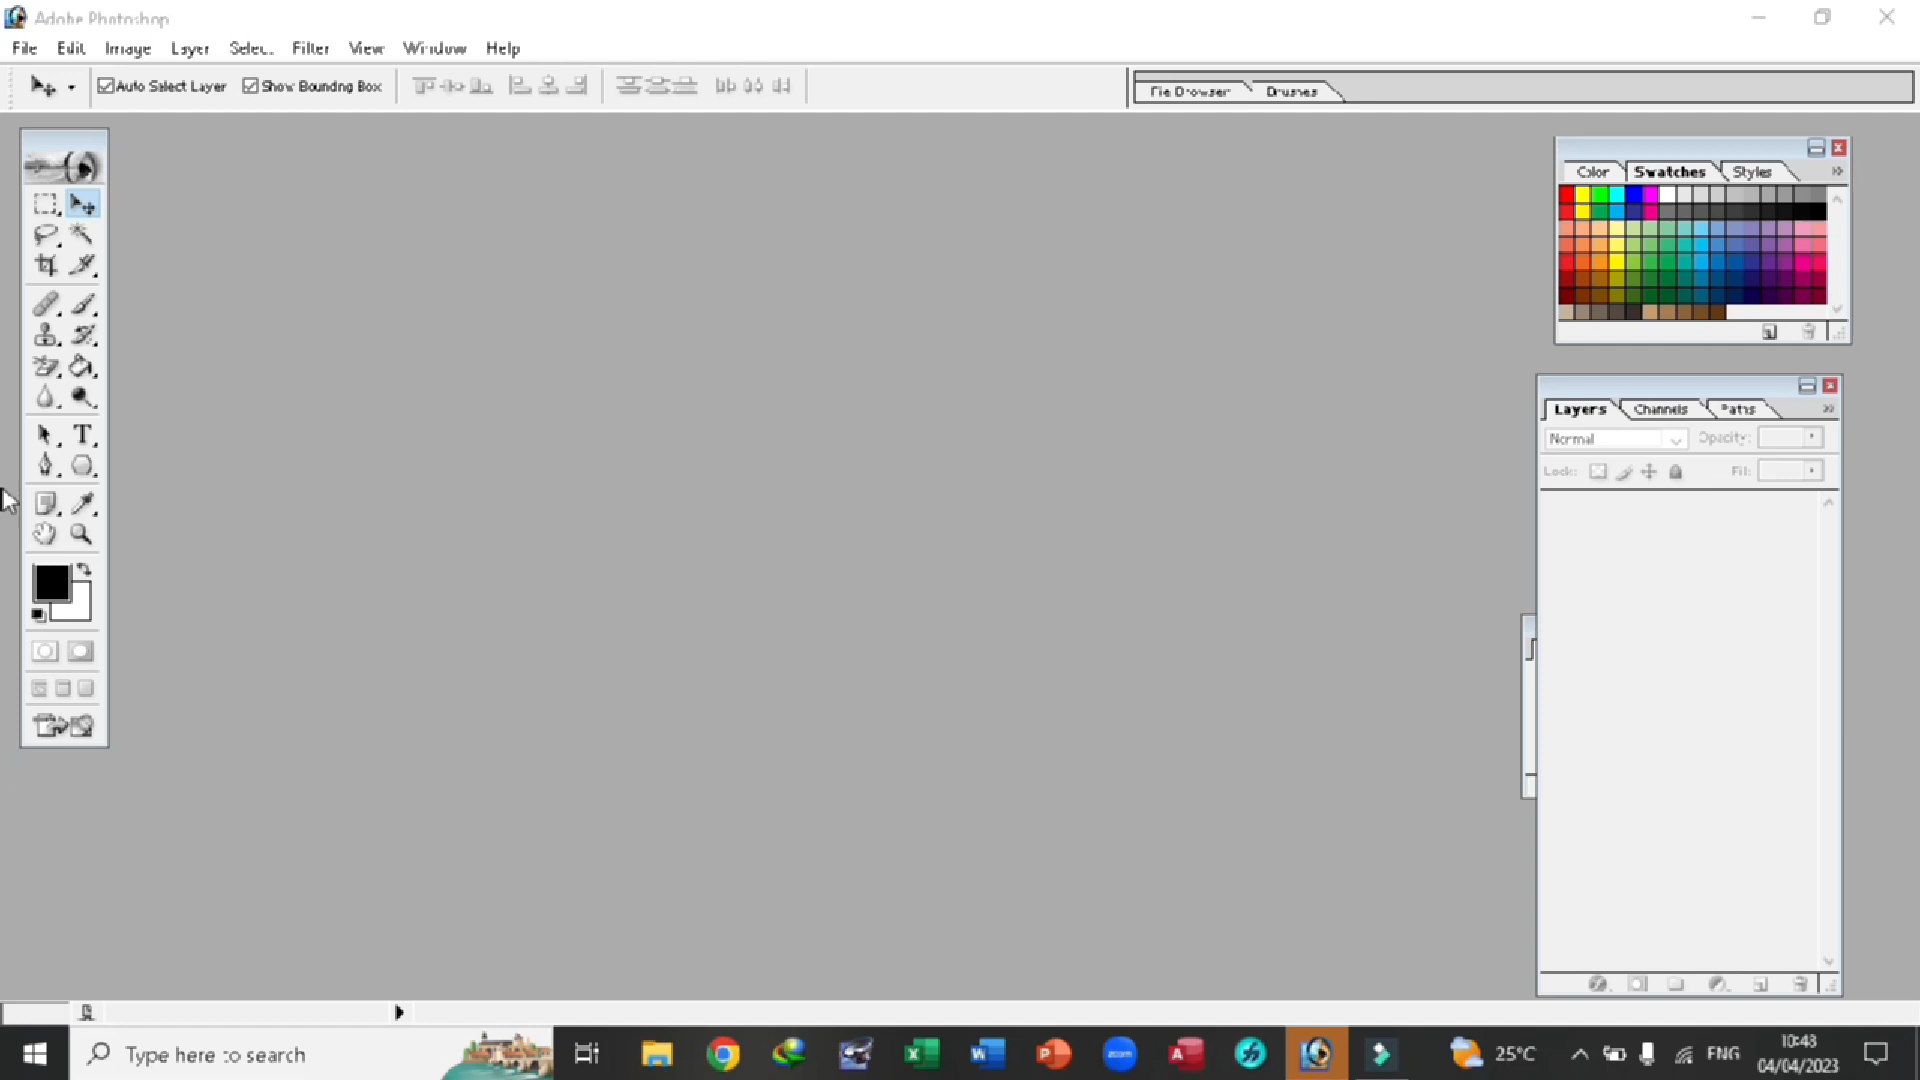 Adobe Photoshop
File Edit Image Layer Select Filter View Window Help
Auto Select Layer Show Bounding Box
File Browser Brushes
Color Swatches Styles
Layers Channels Paths
Normal Opacity:
Lock: Fill:
T
Type here to search
zoom
25°C
ENG
10:43
04/04/2023